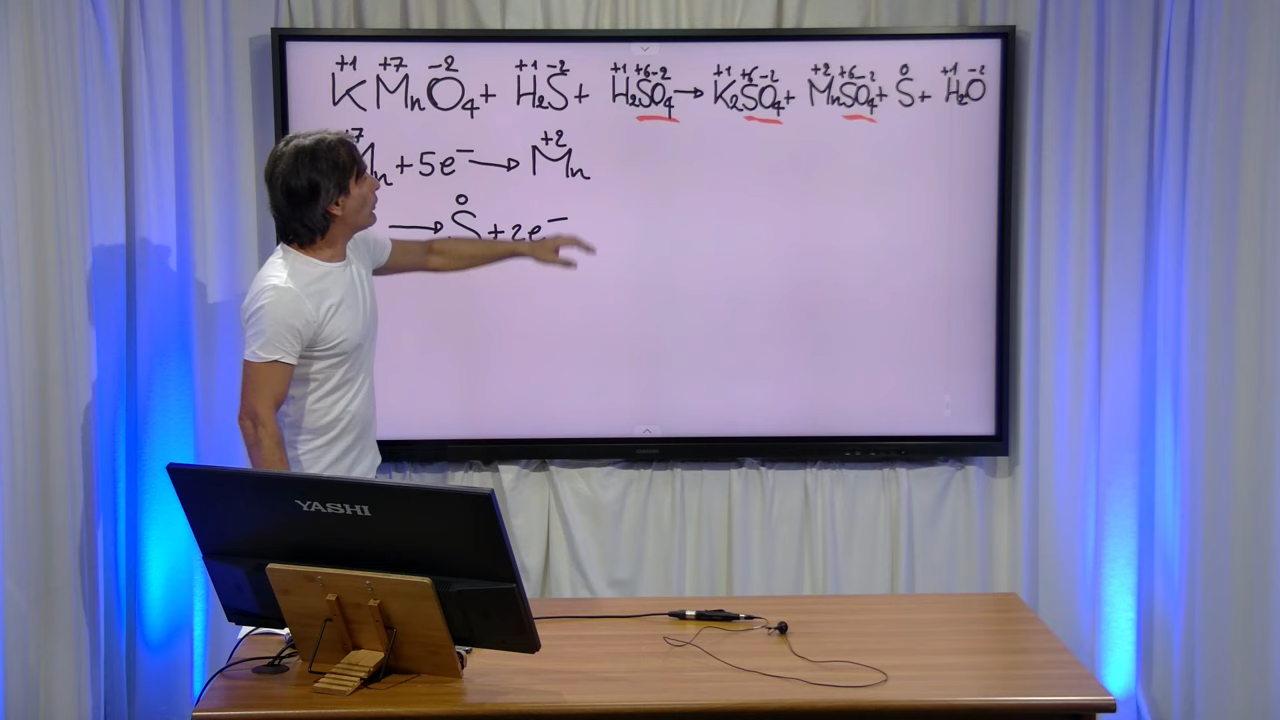 +1 +7 -2 +1 -2 +1 +6 -2 +1 +6 -2 +2 +6 -2 0 +1 -2
KMnO4 + H2S + H2SO4 → K2SO4 + MnSO4 + S + H2O
+7 +2
Mn + 5e⁻ → Mn
0
→ S + 2e⁻
YASHI